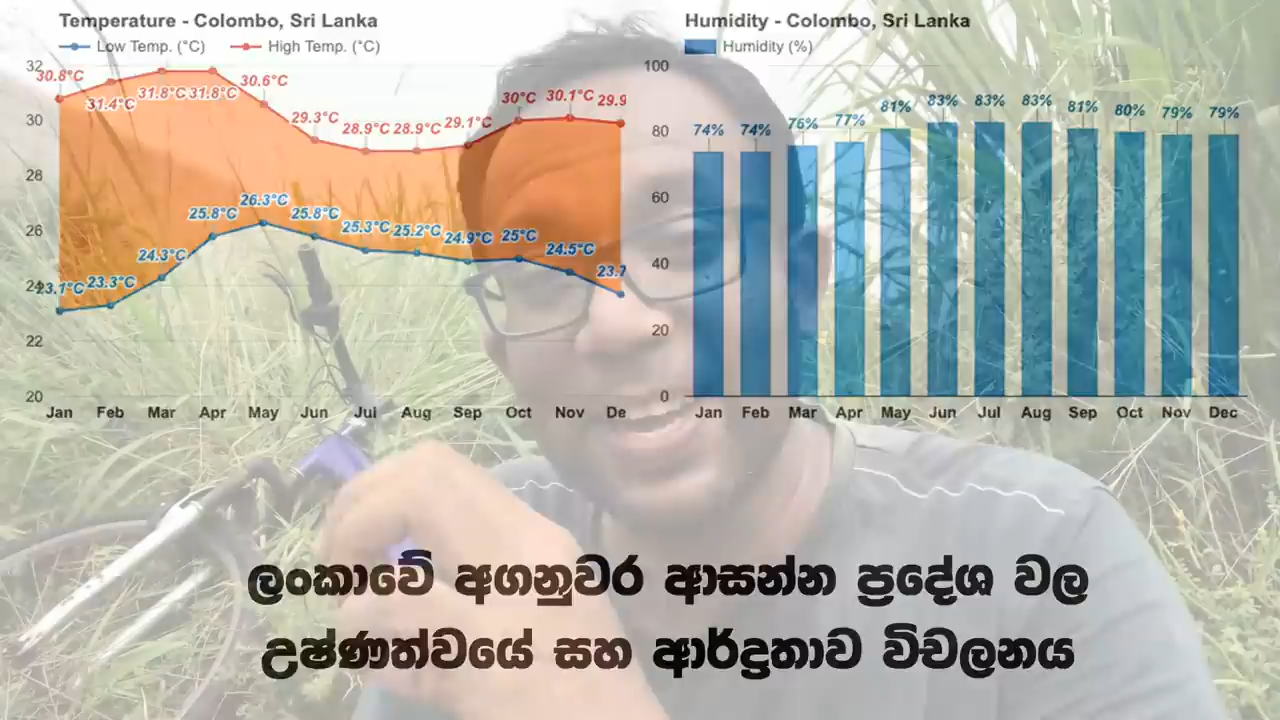 Temperature - Colombo, Sri Lanka
Low Temp. (°C) High Temp. (°C)
32
30
28
26
24
22
20
30.8°C 31.4°C 31.8°C 31.8°C 30.6°C 29.3°C 28.9°C 28.9°C 29.1°C 30°C 30.1°C 29.9
23.1°C 23.3°C 24.3°C 25.8°C 26.3°C 25.8°C 25.3°C 25.2°C 24.9°C 25°C 24.5°C 23.7
Jan Feb Mar Apr May Jun Jul Aug Sep Oct Nov De
Humidity - Colombo, Sri Lanka
Humidity (%)
100
80
60
40
20
0
74% 74% 76% 77% 81% 83% 83% 83% 81% 80% 79% 79%
Jan Feb Mar Apr May Jun Jul Aug Sep Oct Nov Dec
ලංකාවේ අගනුවර ආසන්න ප්‍රදේශ වල
උෂ්ණත්වයේ සහ ආර්ද්‍රතාව විචලනය